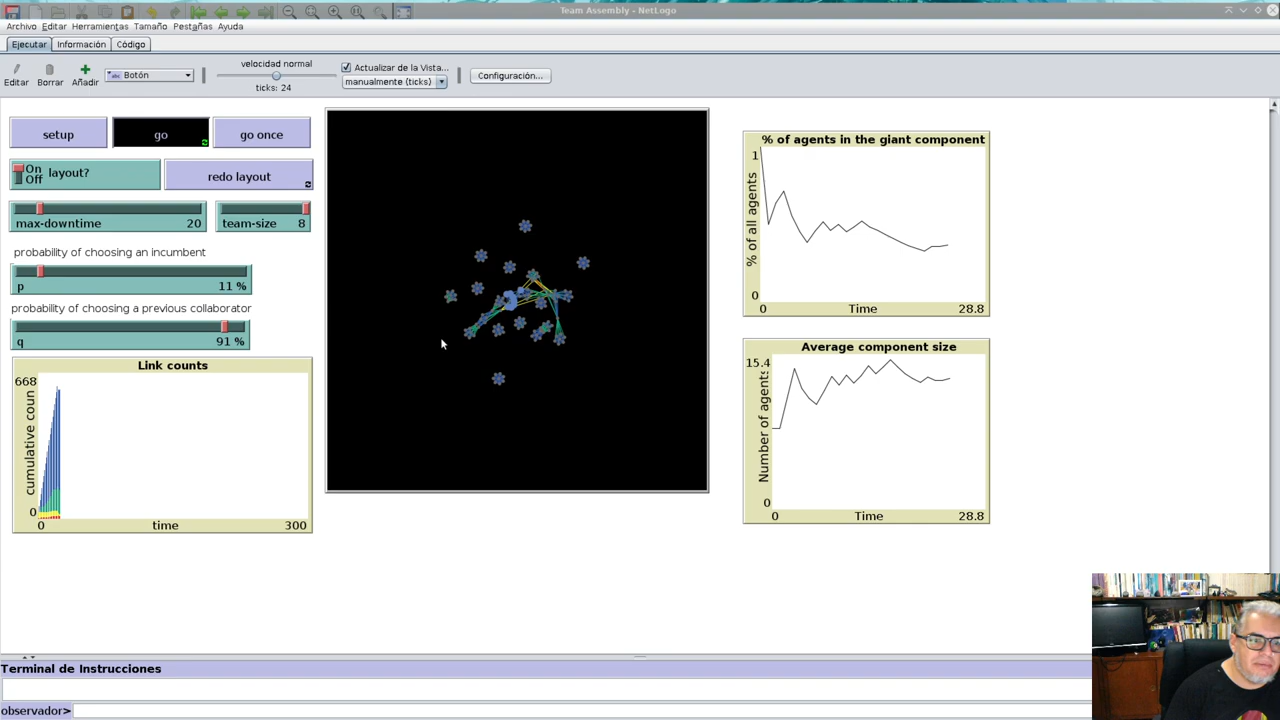 Team Assembly - NetLogo
Archivo Editar Herramientas Tamaño Pestañas Ayuda
Ejecutar Información Código
Editar Borrar Añadir
abc Botón
velocidad normal
ticks: 24
Actualizar de la Vista...
manualmente (ticks)
Configuración...
setup go go once
On
Off
layout?
redo layout
max-downtime 20
team-size 8
probability of choosing an incumbent
p 11 %
probability of choosing a previous collaborator
q 91 %
Link counts
668
cumulative coun
0
0 time 300
% of agents in the giant component
1
% of all agents
0
0 Time 28.8
Average component size
15.4
Number of agents
0
0 Time 28.8
Terminal de Instrucciones
observador>